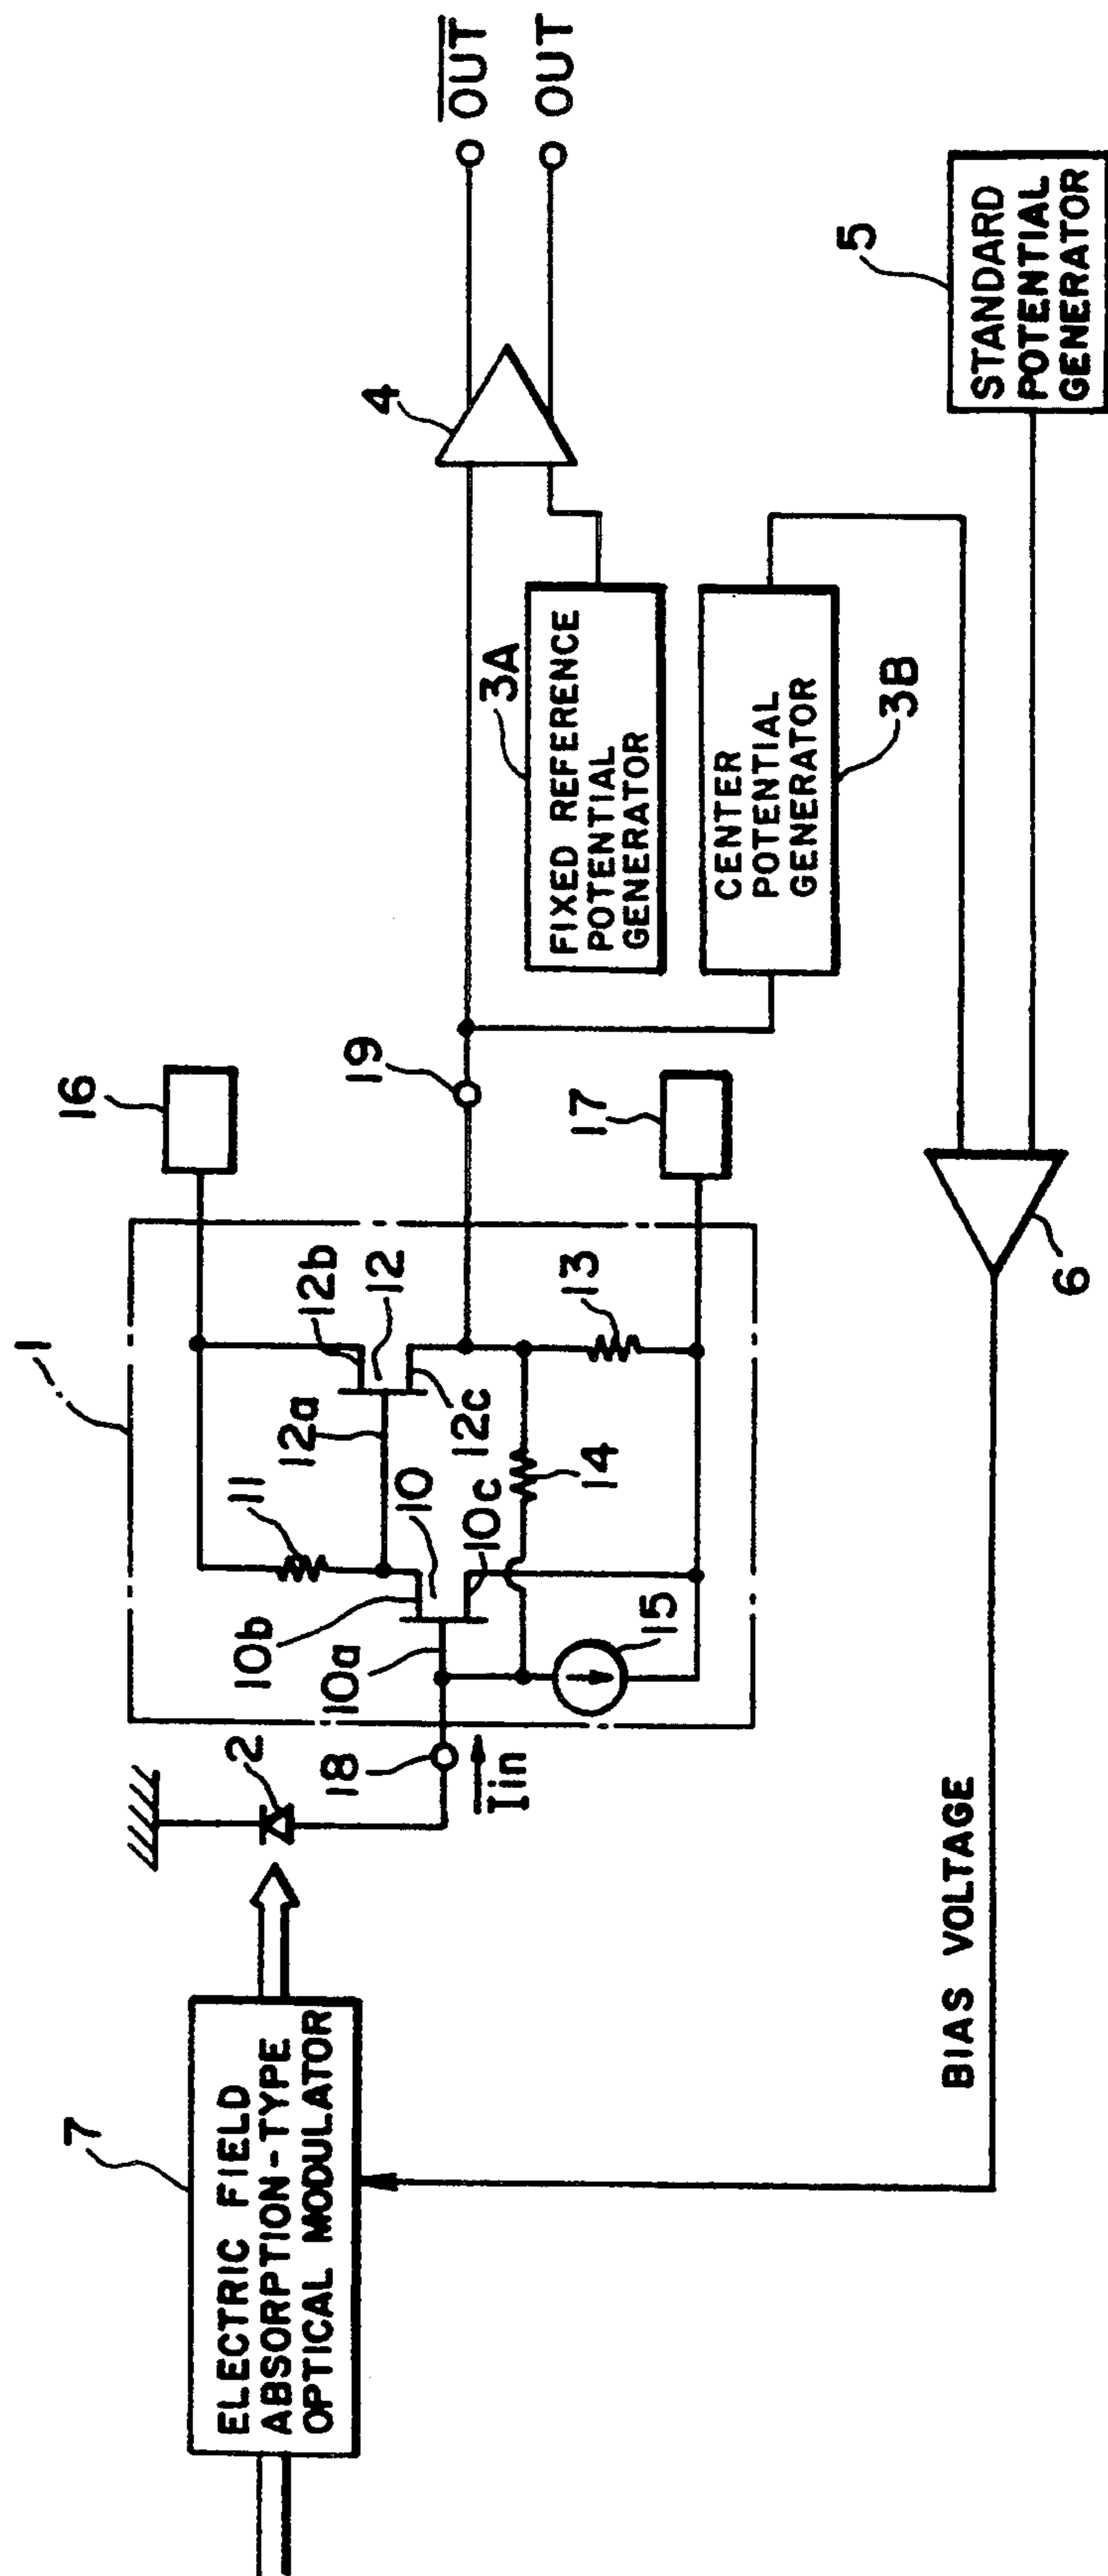 7
ELECTRIC FIELD
ABSORPTION-TYPE
OPTICAL MODULATOR
2
18
Iin
1
10a
10b
10
10c
11
12a
12b
12
12c
13
14
15
16
17
19
3A
FIXED REFERENCE
POTENTIAL
GENERATOR
CENTER
POTENTIAL
GENERATOR
3B
4
OUT
OUT
5
STANDARD
POTENTIAL
GENERATOR
6
BIAS VOLTAGE